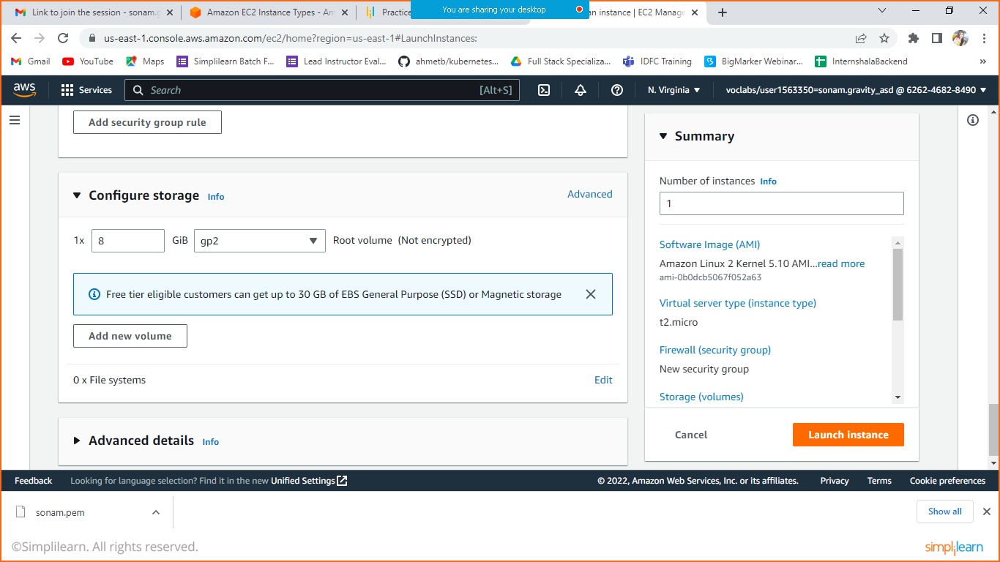 Link to join the session - sonam.g
Amazon EC2 Instance Types - Am
Practice
You are sharing your desktop
an instance | EC2 Manage
us-east-1.console.aws.amazon.com/ec2/home?region=us-east-1#LaunchInstances:
Gmail
YouTube
Maps
Simplilearn Batch F...
Lead Instructor Eval...
ahmetb/kubernetes...
Full Stack Specializa...
IDFC Training
BigMarker Webinar...
InternshalaBackend
»
aws
Services
Search
[Alt+S]
N. Virginia
voclabs/user1563350=sonam.gravity_asd @ 6262-4682-8490
Add security group rule
Configure storage Info
Advanced
1x 8 GiB gp2 Root volume (Not encrypted)
Free tier eligible customers can get up to 30 GB of EBS General Purpose (SSD) or Magnetic storage
Add new volume
0 x File systems
Edit
Advanced details Info
Summary
Number of instances Info
1
Software Image (AMI)
Amazon Linux 2 Kernel 5.10 AMI...read more
ami-0b0dcb5067f052a63
Virtual server type (instance type)
t2.micro
Firewall (security group)
New security group
Storage (volumes)
Cancel
Launch instance
Feedback
Looking for language selection? Find it in the new Unified Settings
© 2022, Amazon Web Services, Inc. or its affiliates.
Privacy
Terms
Cookie preferences
sonam.pem
Show all
©Simplilearn. All rights reserved.
simplilearn